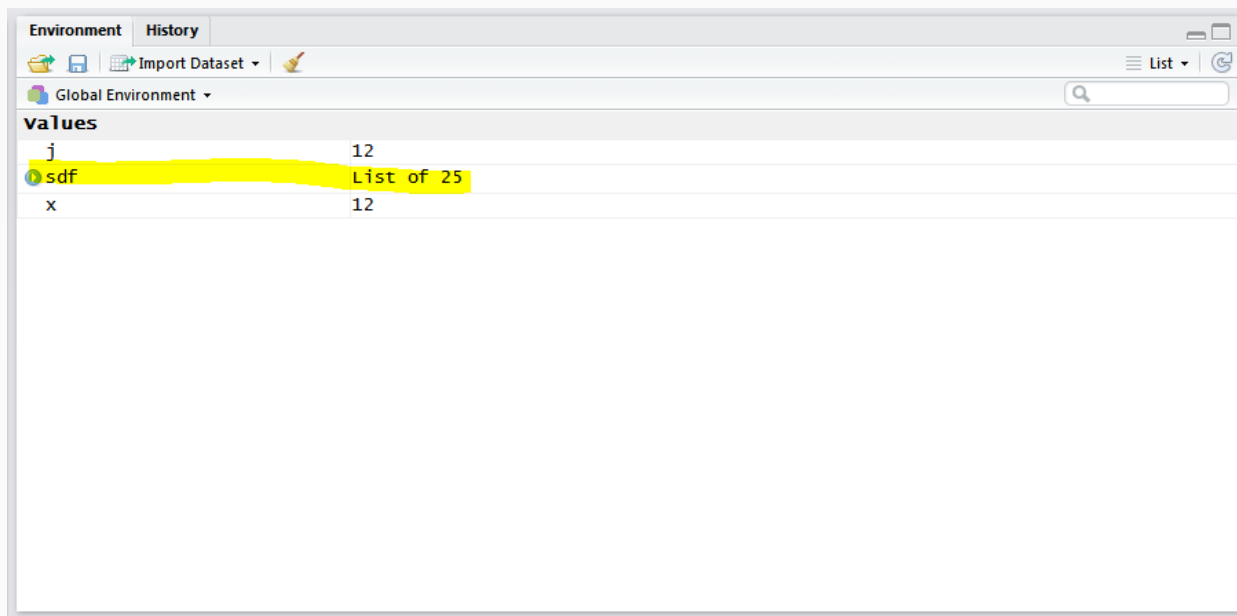 Environment History
Import Dataset List
Global Environment
Values
j 12
sdf List of 25
x 12